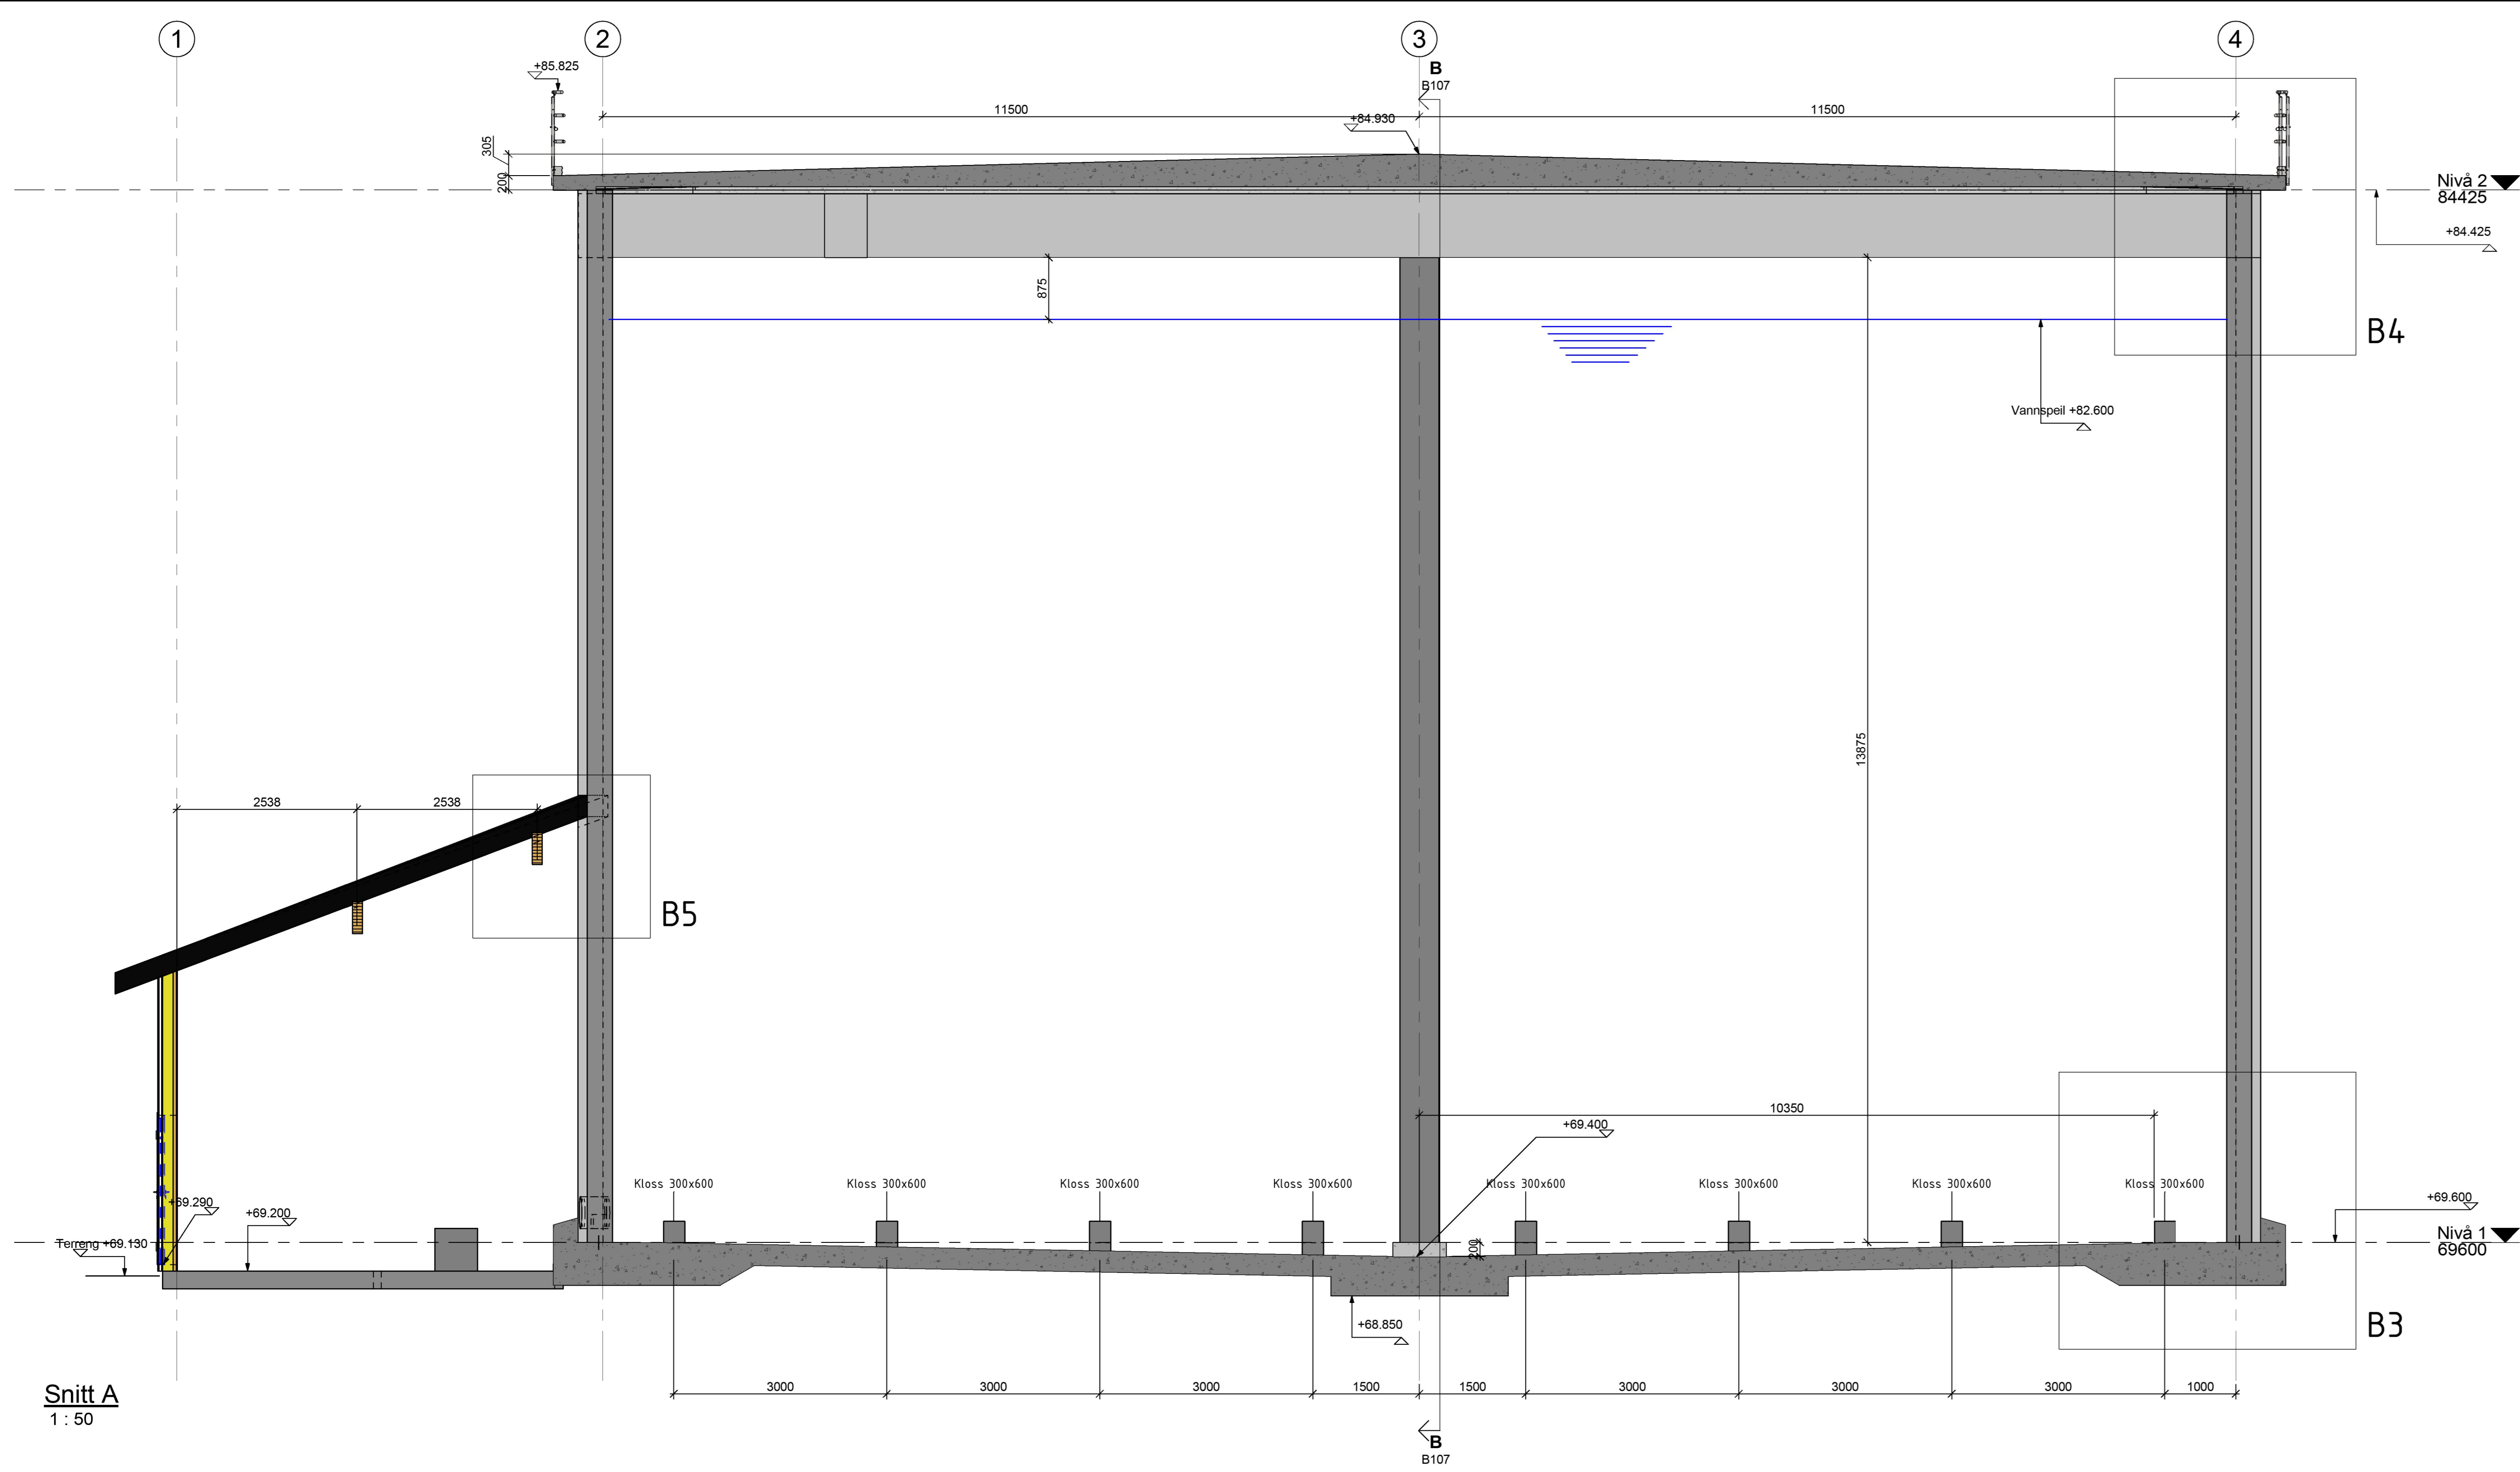 1
2
3
4
+85.825
B
B107
11500
11500
+84.930
305
200
Nivå 2
84425
+84.425
875
B4
Vannspeil +82.600
13875
2538
2538
B5
10350
+69.400
Kloss 300x600
Kloss 300x600
Kloss 300x600
Kloss 300x600
Kloss 300x600
Kloss 300x600
Kloss 300x600
Kloss 300x600
+69.290
+69.200
+69.600
Terreng +69.130
200
Nivå 1
69600
+68.850
B3
3000
3000
3000
1500
1500
3000
3000
3000
1000
Snitt A
1 : 50
B
B107